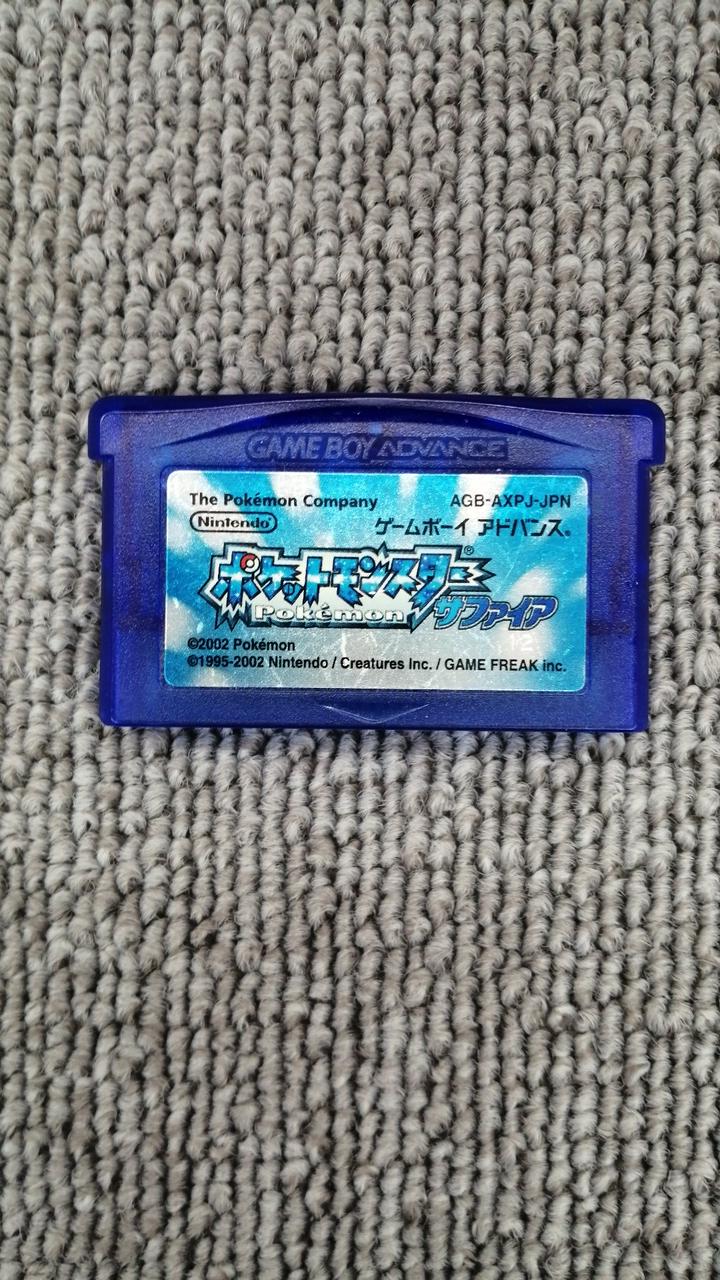 GAME BOY ADVANCE
The Pokémon Company AGB-AXPJ-JPN
Nintendo® ゲームボーイ アドバンス®
ポケットモンスター®
Pokémon サファイア
12
©2002 Pokémon
©1995-2002 Nintendo / Creatures Inc. / GAME FREAK inc.